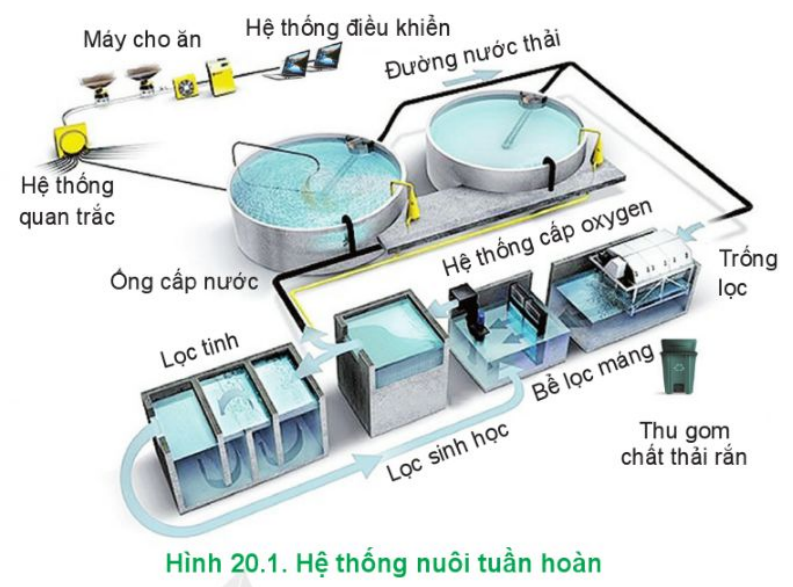 Máy cho ăn
Hệ thống điều khiển
Đường nước thải
Hệ thống
quan trắc
Ống cấp nước
Hệ thống cấp oxygen
Trống
lọc
Lọc tinh
Bể lọc máng
Lọc sinh học
Thu gom
chất thải rắn
Hình 20.1. Hệ thống nuôi tuần hoàn